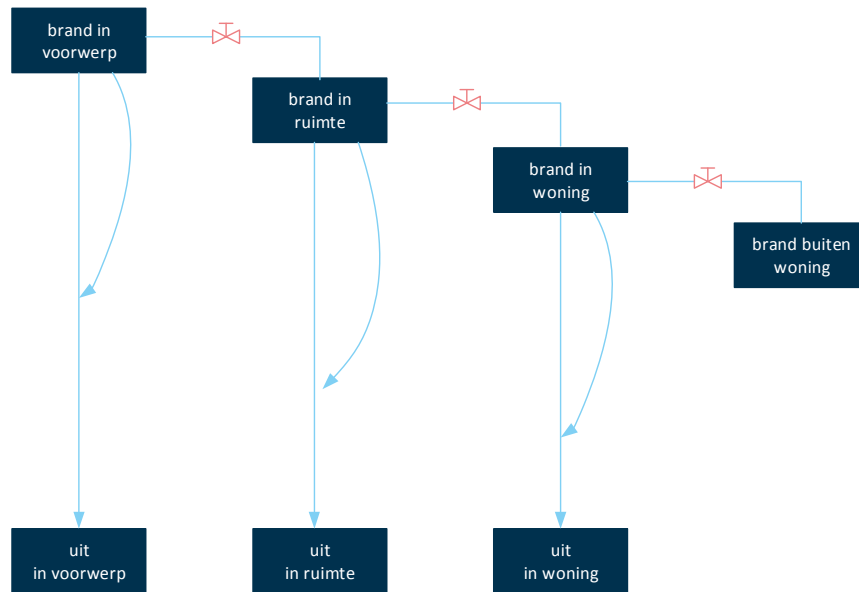 brand in
voorwerp
brand in
ruimte
brand in
woning
brand buiten
woning
uit
in voorwerp
uit
in ruimte
uit
in woning